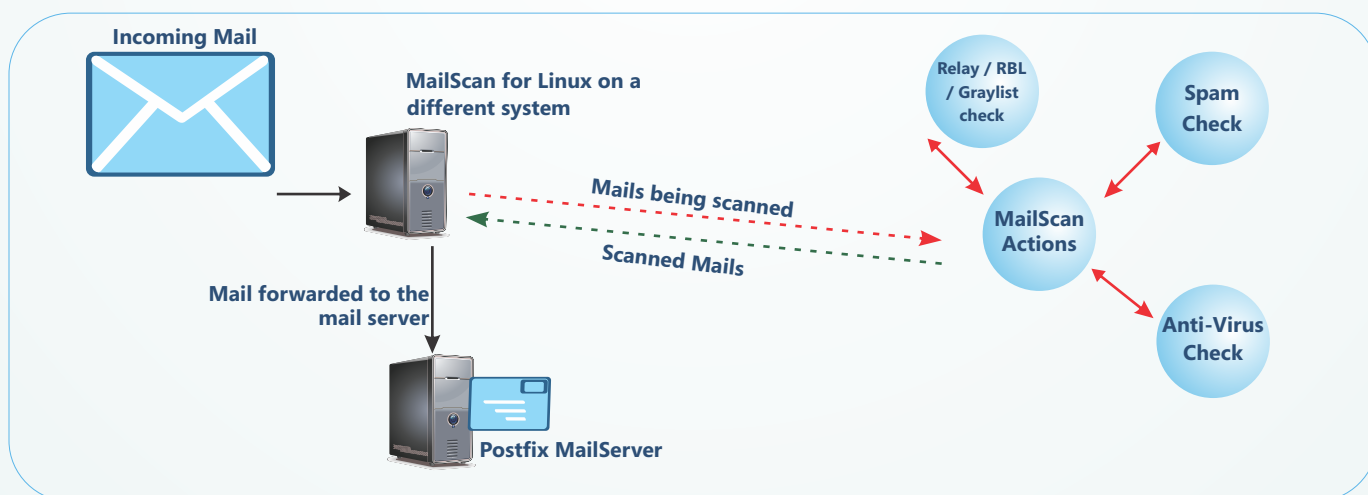 Incoming Mail
MailScan for Linux on a
different system
Mails being scanned
Scanned Mails
Mail forwarded to the
mail server
Postfix MailServer
Relay / RBL
/ Graylist
check
Spam
Check
MailScan
Actions
Anti-Virus
Check